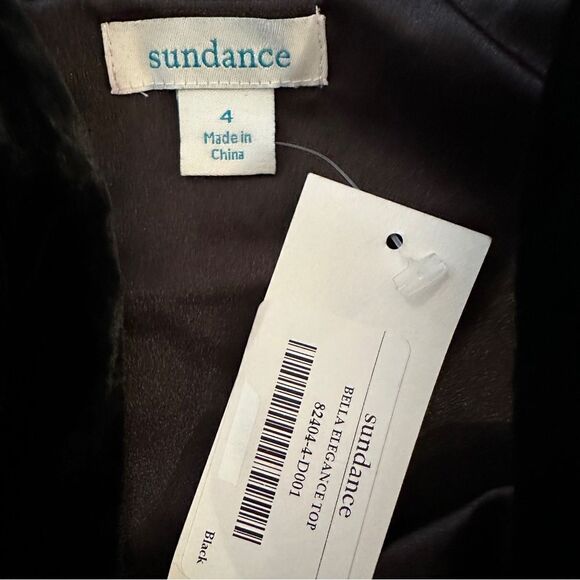 sundance
4
Made in
China
sundance
BELLA ELEGANCE TOP
82404-4-D001
Black